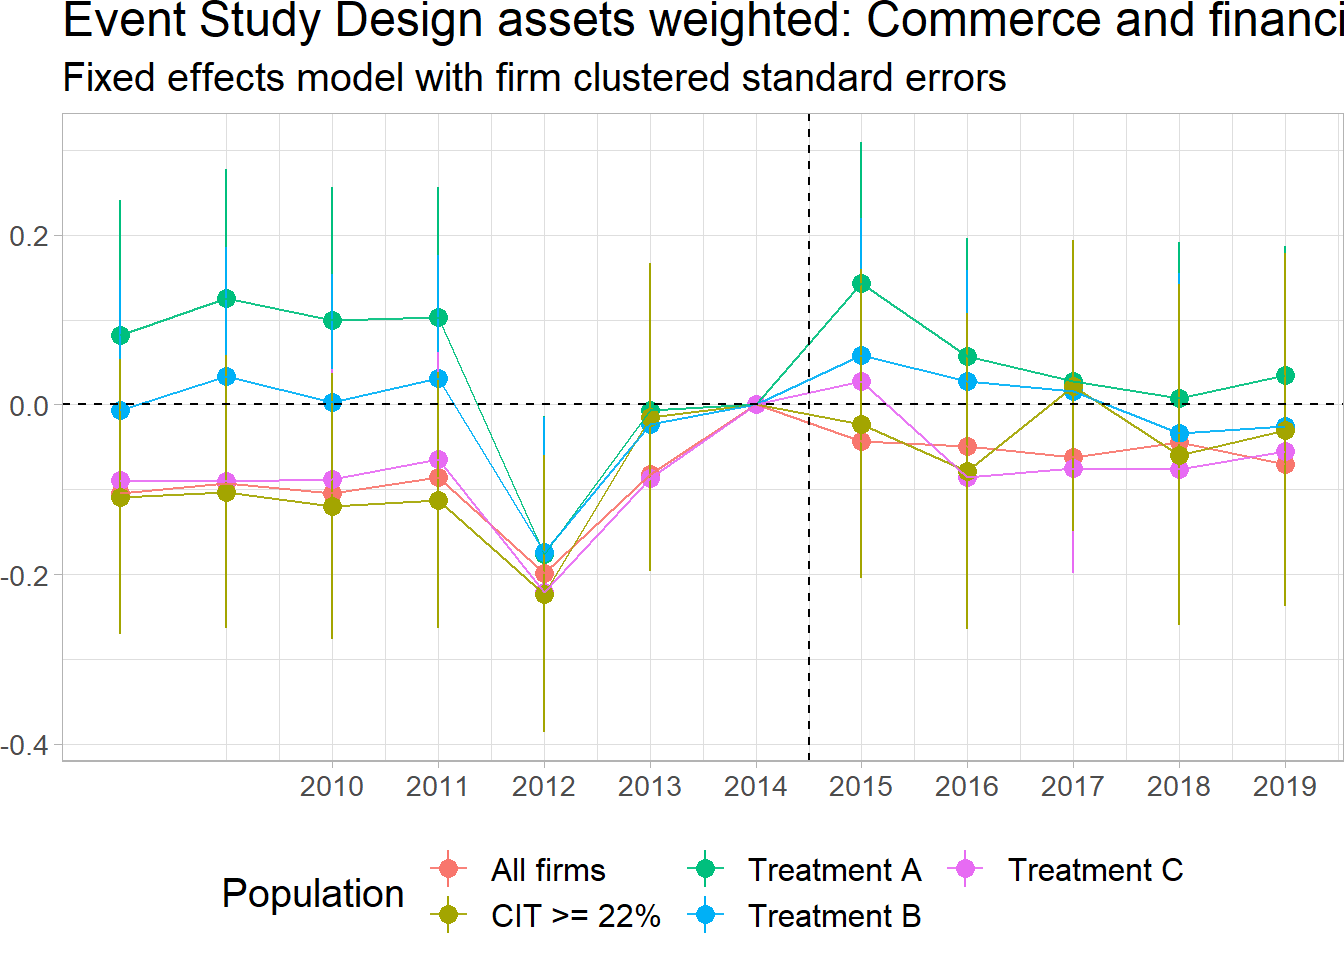 Event Study Design assets weighted: Commerce and financi
Fixed effects model with firm clustered standard errors
0.2
0.0
-0.2
-0.4
2010 2011 2012 2013 2014 2015 2016 2017 2018 2019
Population
All firms Treatment A Treatment C
CIT >= 22% Treatment B